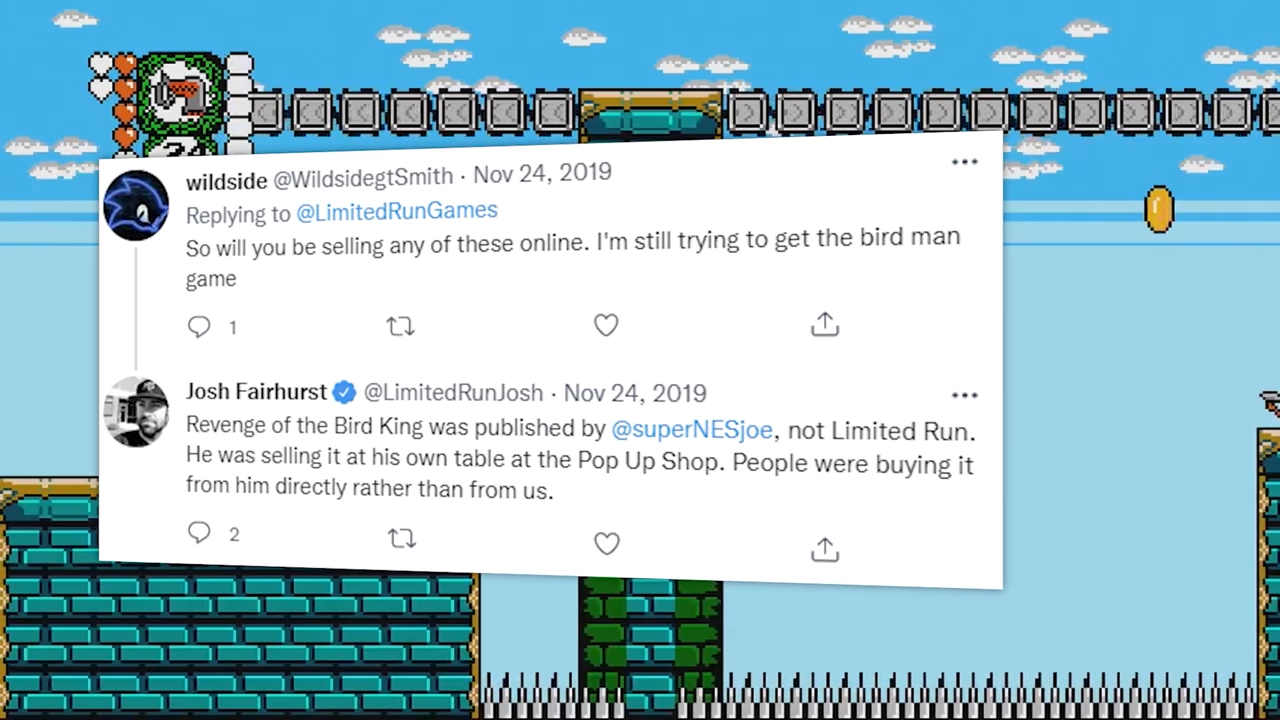 wildside @WildsidegtSmith · Nov 24, 2019
Replying to @LimitedRunGames
So will you be selling any of these online. I'm still trying to get the bird man
game
1
Josh Fairhurst @LimitedRunJosh · Nov 24, 2019
Revenge of the Bird King was published by @superNESjoe, not Limited Run.
He was selling it at his own table at the Pop Up Shop. People were buying it
from him directly rather than from us.
2